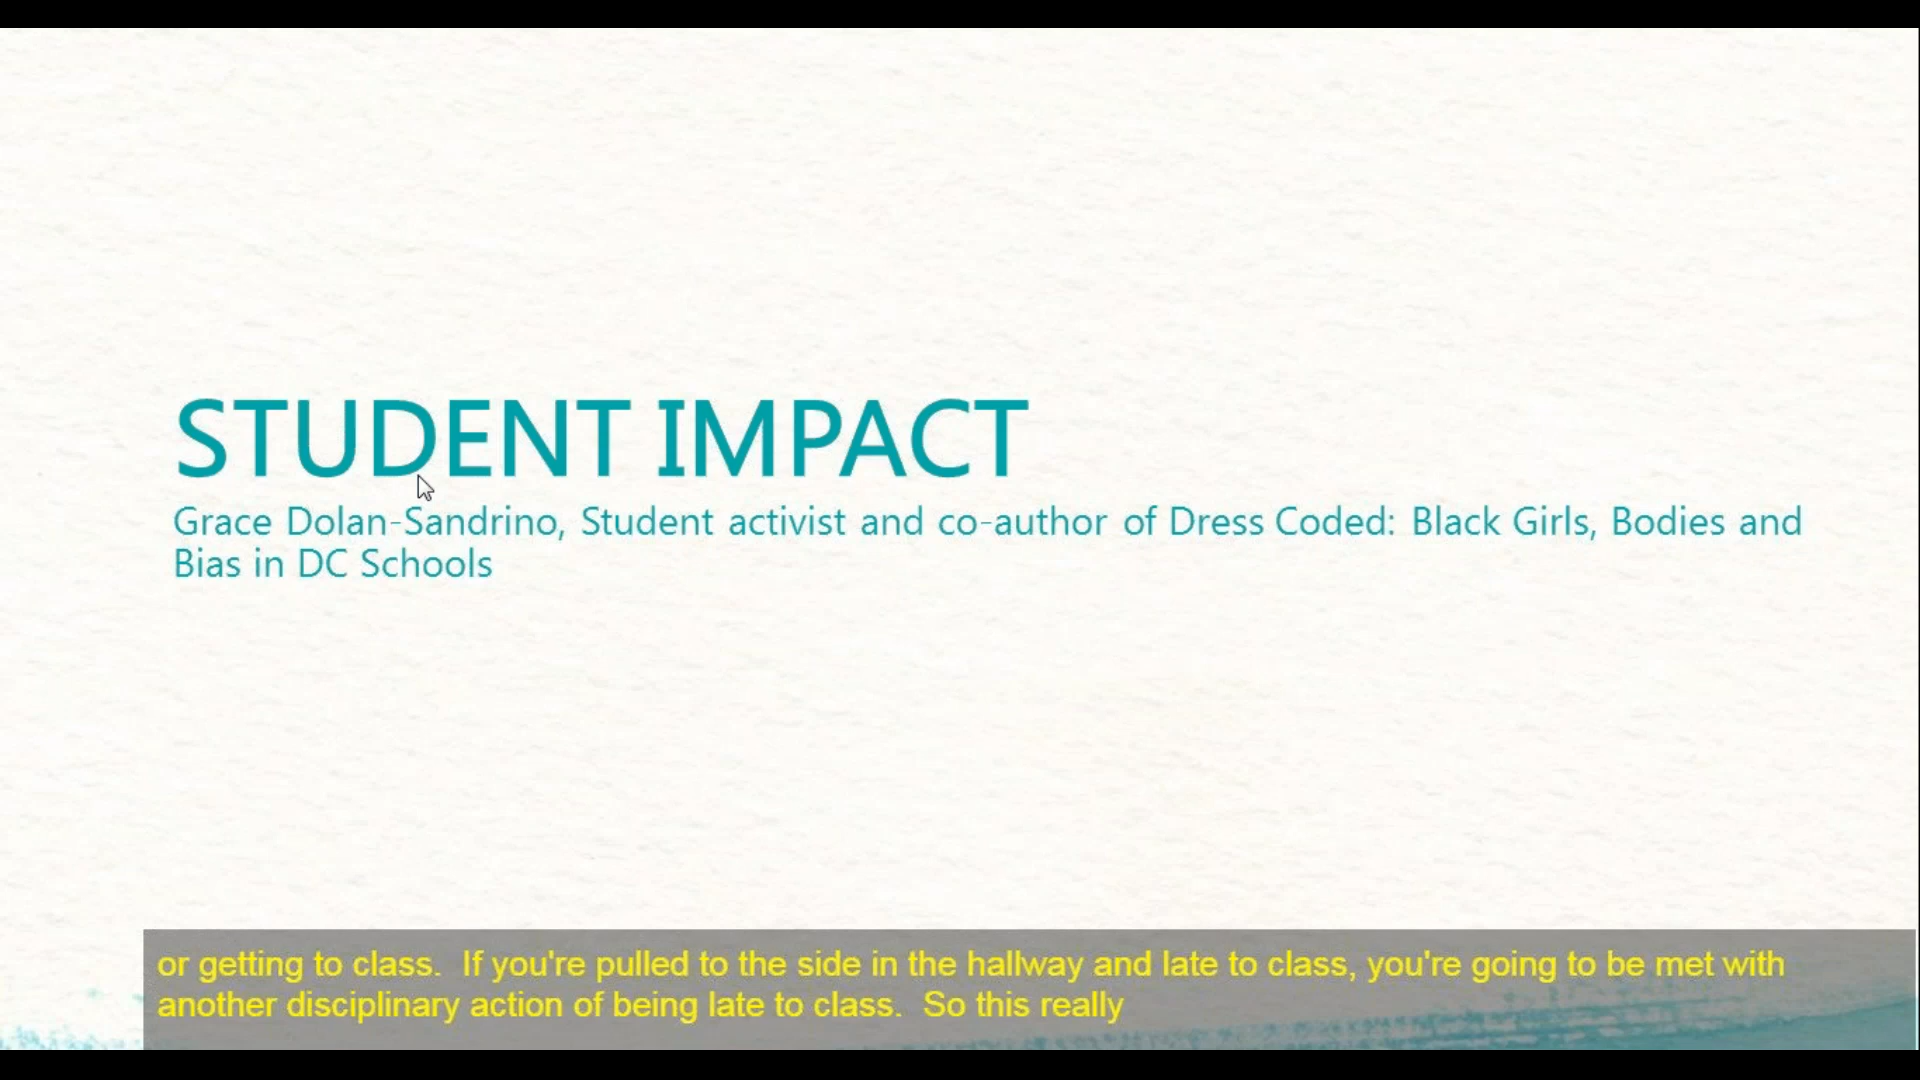 STUDENT IMPACT
Grace Dolan-Sandrino, Student activist and co-author of Dress Coded: Black Girls, Bodies and
Bias in DC Schools
or getting to class.  If you're pulled to the side in the hallway and late to class, you're going to be met with
another disciplinary action of being late to class.  So this really